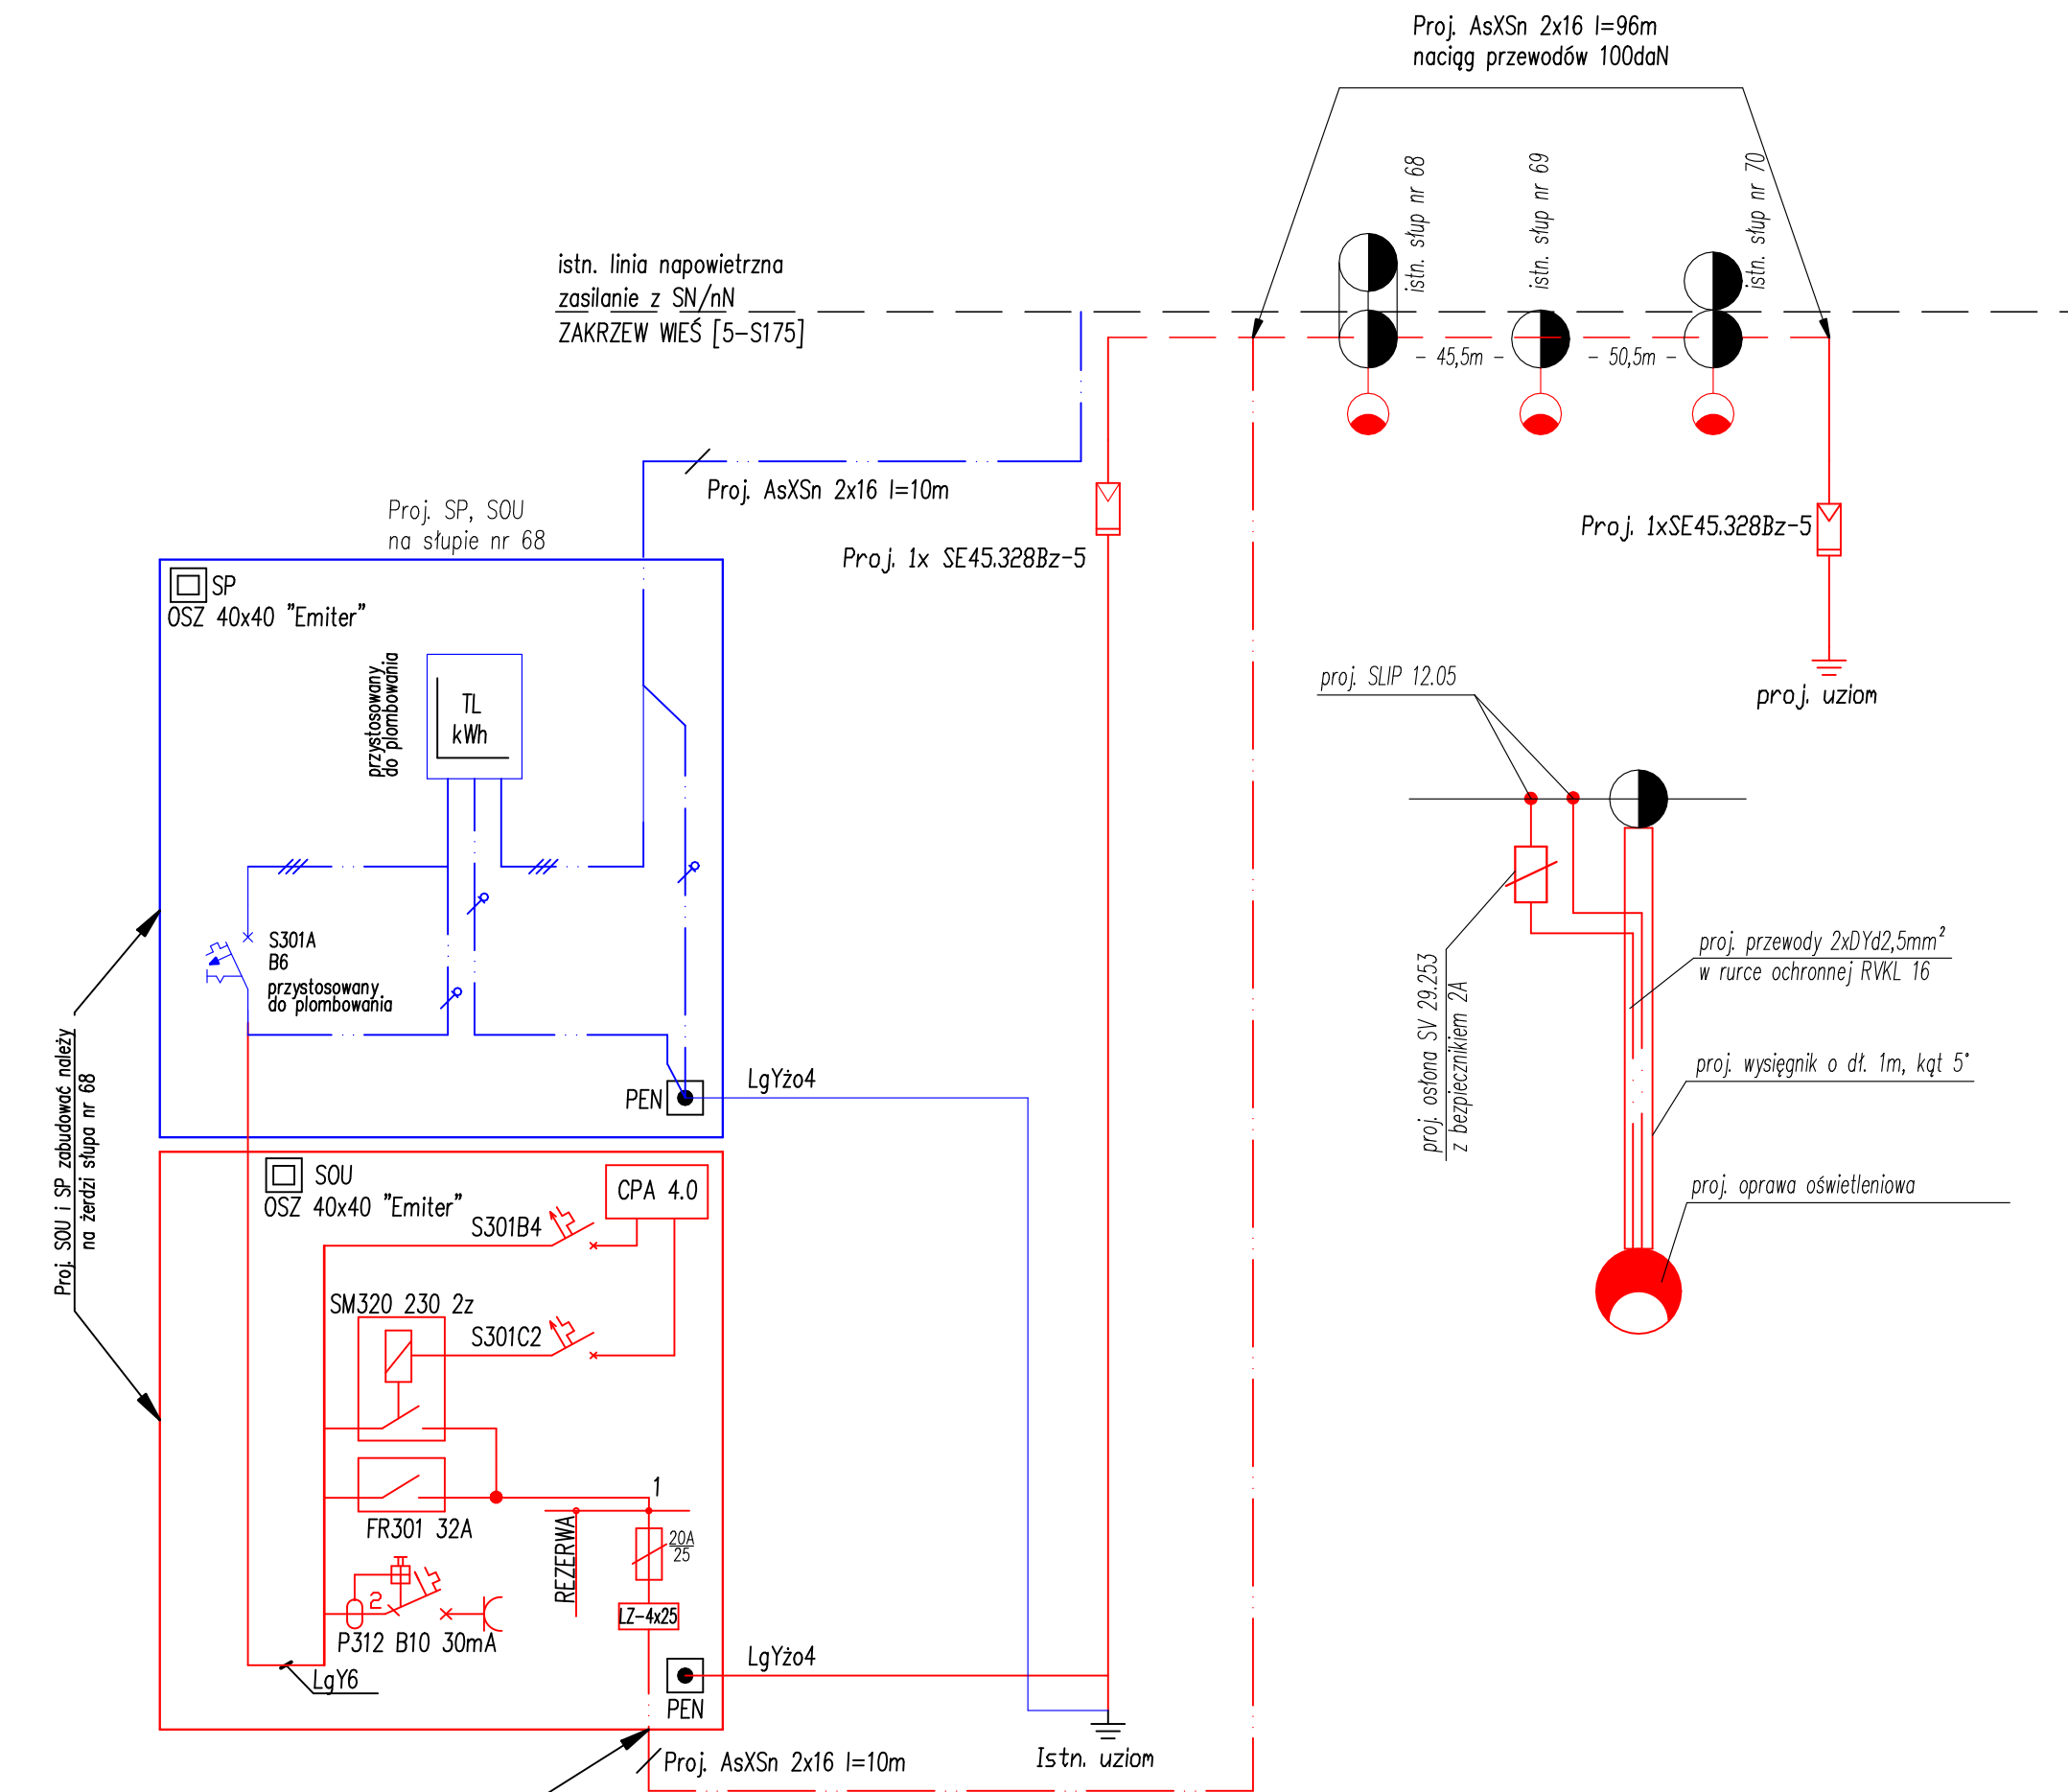 Proj. AsXSn 2x16 l=96m
naciąg przewodów 100daN
istn. słup nr 68
istn. słup nr 69
istn. słup nr 70
istn. linia napowietrzna
zasilanie z SN/nN
ZAKRZEW WIEŚ [5-S175]
- 45,5m -
- 50,5m -
Proj. AsXSn 2x16 l=10m
Proj. SP, SOU
na słupie nr 68
Proj. 1x SE45.328Bz-5
Proj. 1xSE45.328Bz-5
SP
OSZ 40x40 "Emiter"
przystosowany
do plombowania
TL
kWh
proj. uziom
proj. SLIP 12.05
S301A
B6
przystosowany
do plombowania
proj. osłona SV 29.253
z bezpiecznikiem 2A
proj. przewody 2xDYd2,5mm²
w rurce ochronnej RVKL 16
proj. wysięgnik o dł. 1m, kąt 5°
proj. oprawa oświetleniowa
PEN
LgYżo4
Proj. SOU i SP zabudować należy
na żerdzi słupa nr 68
SOU
OSZ 40x40 "Emiter"
CPA 4.0
S301B4
SM320 230 2z
S301C2
1
FR301 32A
REZERWA
20A
25
2
LZ-4x25
P312 B10 30mA
LgY6
LgYżo4
PEN
Proj. AsXSn 2x16 l=10m
Istn. uziom